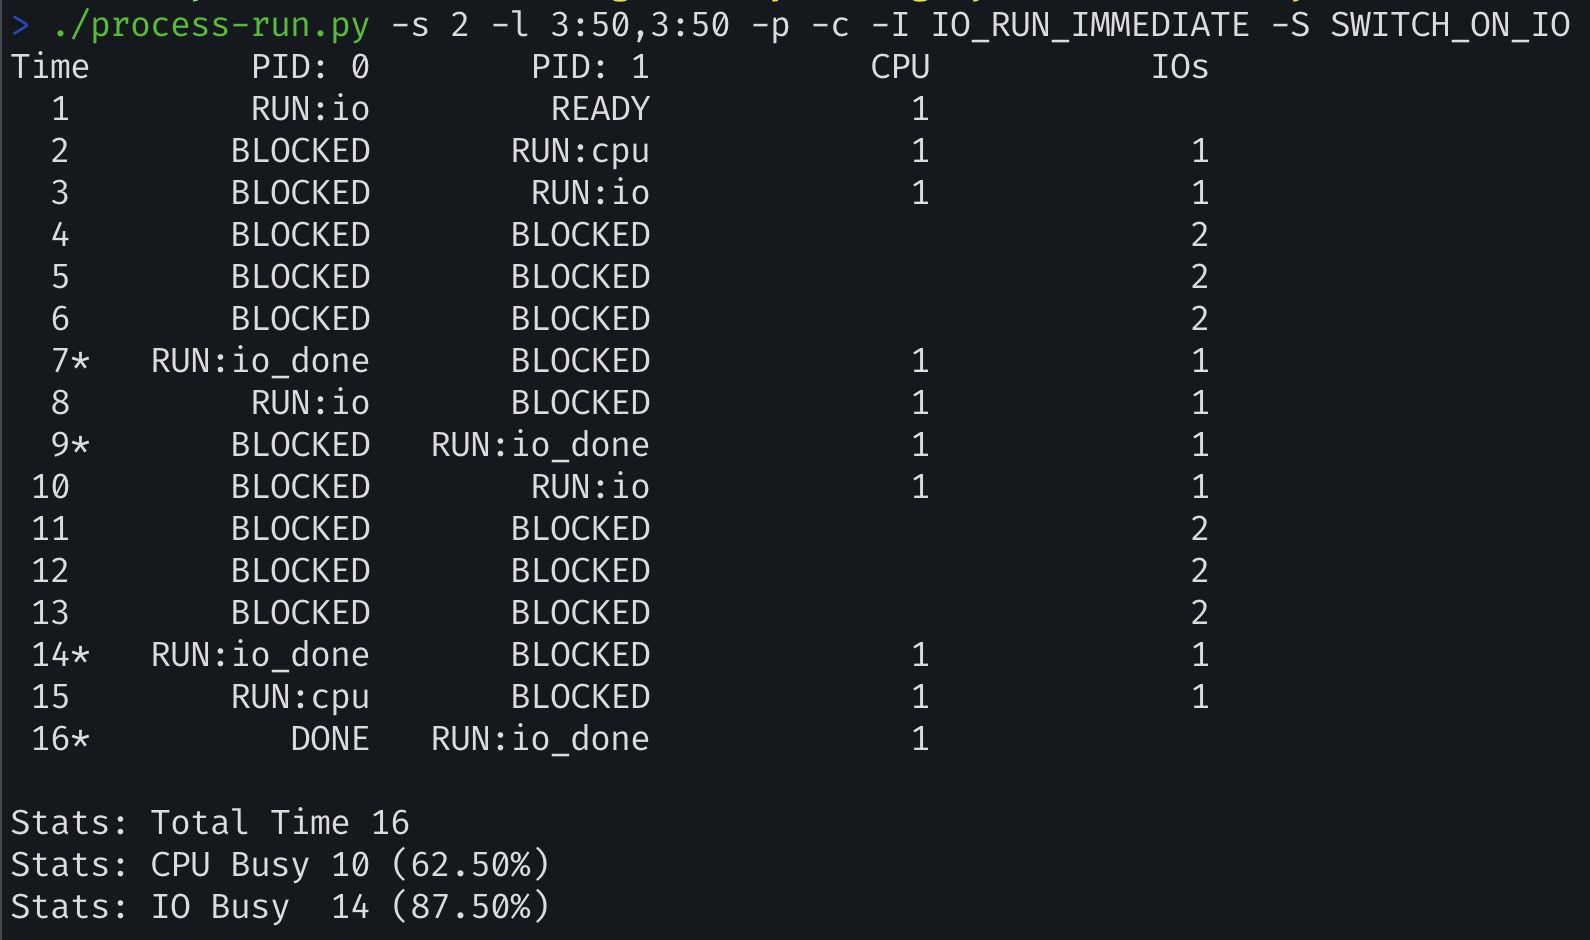 > ./process-run.py -s 2 -l 3:50,3:50 -p -c -I IO_RUN_IMMEDIATE -S SWITCH_ON_IO
Time        PID: 0        PID: 1           CPU           IOs
  1        RUN:io         READY             1
  2       BLOCKED       RUN:cpu             1             1
  3       BLOCKED        RUN:io             1             1
  4       BLOCKED       BLOCKED                           2
  5       BLOCKED       BLOCKED                           2
  6       BLOCKED       BLOCKED                           2
  7*   RUN:io_done       BLOCKED             1             1
  8        RUN:io       BLOCKED             1             1
  9*       BLOCKED   RUN:io_done             1             1
 10       BLOCKED        RUN:io             1             1
 11       BLOCKED       BLOCKED                           2
 12       BLOCKED       BLOCKED                           2
 13       BLOCKED       BLOCKED                           2
 14*   RUN:io_done       BLOCKED             1             1
 15       RUN:cpu       BLOCKED             1             1
 16*          DONE   RUN:io_done             1

Stats: Total Time 16
Stats: CPU Busy 10 (62.50%)
Stats: IO Busy  14 (87.50%)